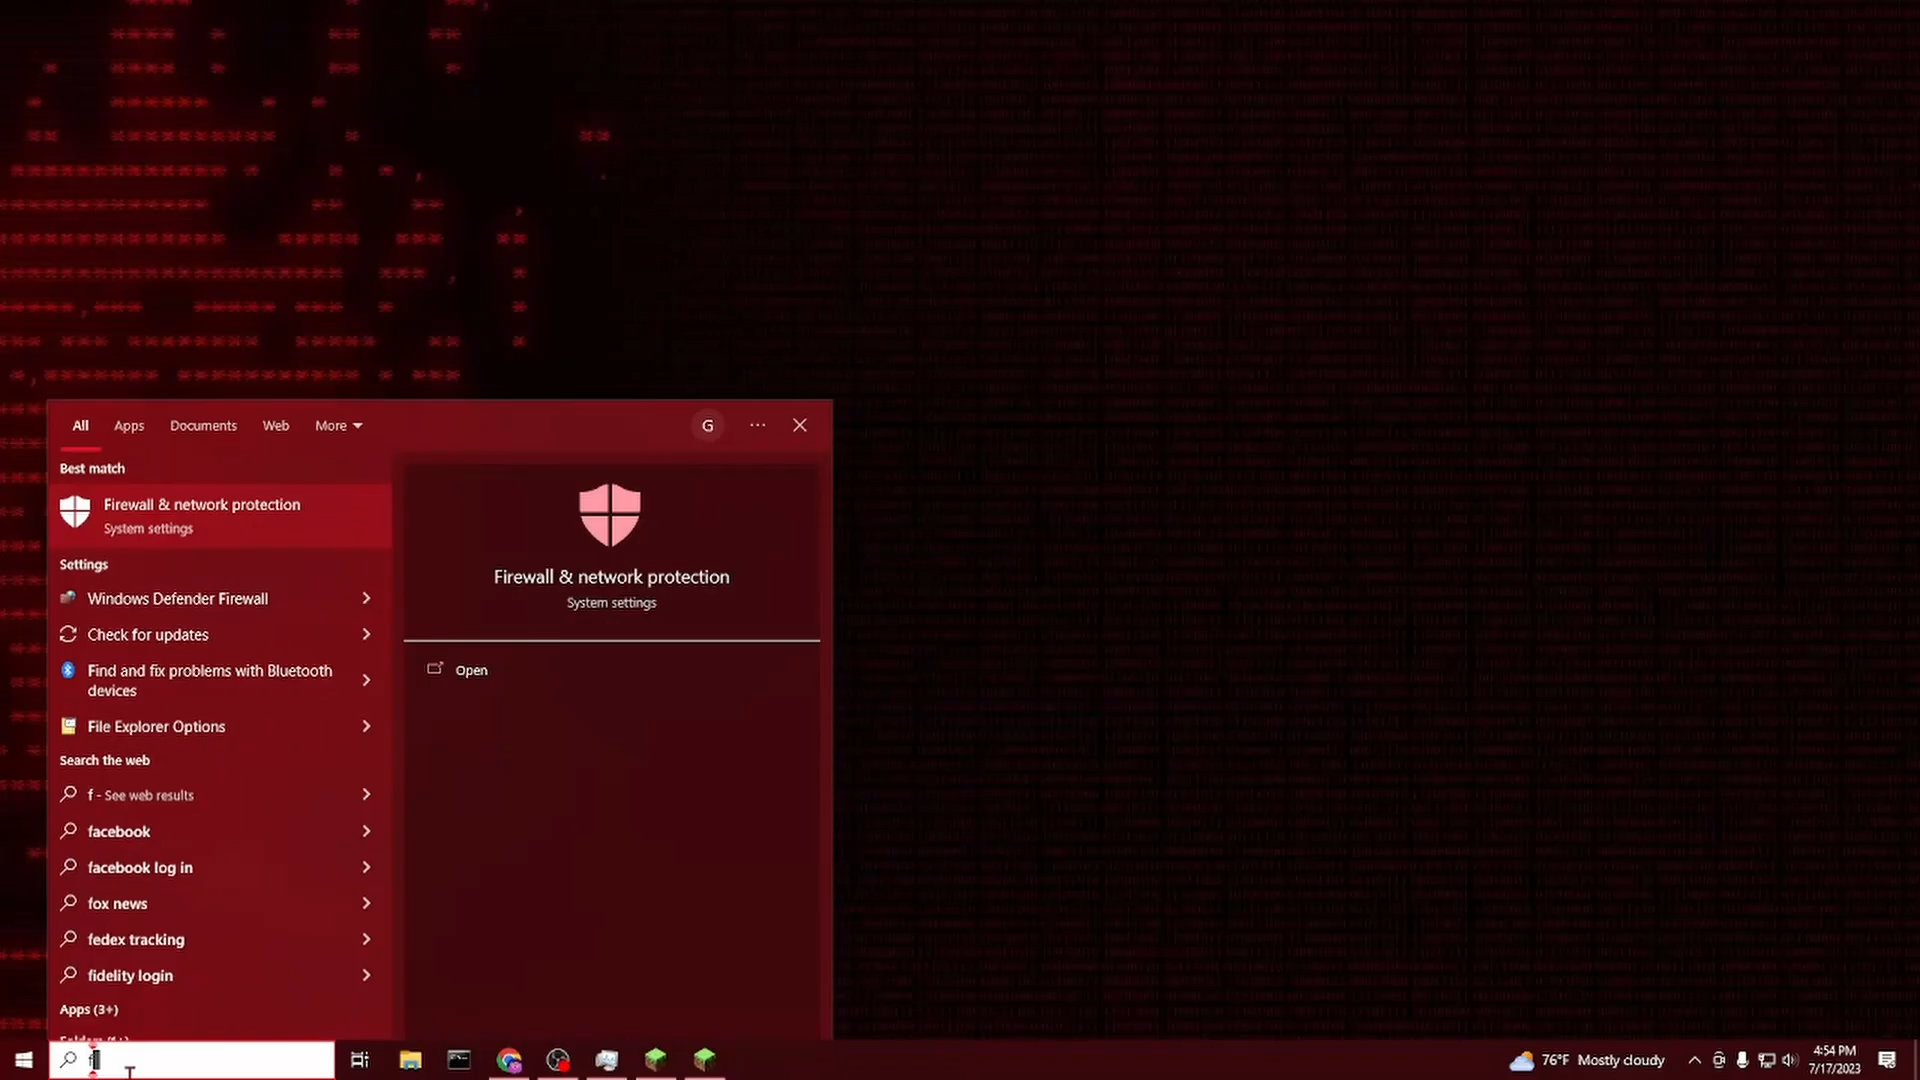 All
Apps
Documents
Web
More
G
Best match
Firewall & network protection
System settings
Settings
Windows Defender Firewall
Check for updates
Find and fix problems with Bluetooth
devices
File Explorer Options
Search the web
f - See web results
facebook
facebook log in
fox news
fedex tracking
fidelity login
Apps (3+)
Firewall & network protection
System settings
Open
f
76°F Mostly cloudy
4:54 PM
7/17/2023